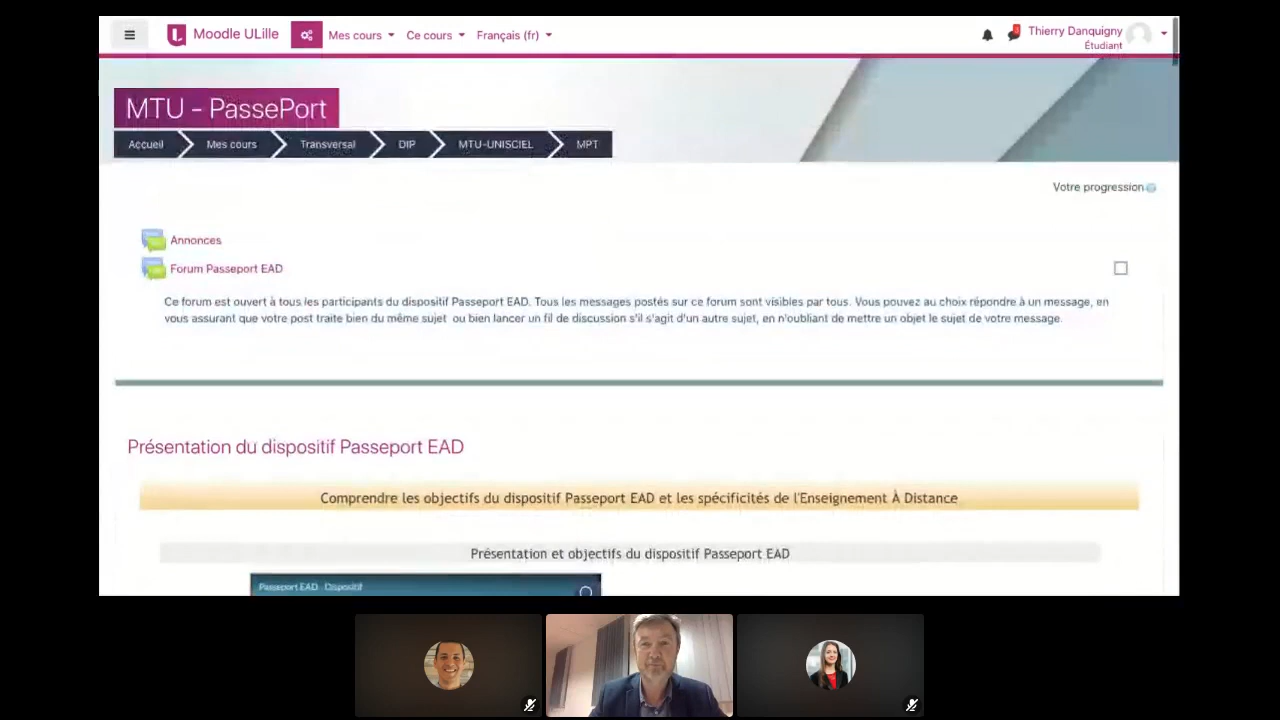 Moodle ULille Mes cours Ce cours Français (fr) Thierry Danquigny
Étudiant
MTU - PassePort
Accueil Mes cours Transversal DIP MTU-UNISCIEL MPT
Votre progression
Annonces
Forum Passeport EAD
Ce forum est ouvert à tous les participants du dispositif Passeport EAD. Tous les messages postés sur ce forum sont visibles par tous. Vous pouvez au choix répondre à un message, en
vous assurant que votre post traite bien du même sujet ou bien lancer un fil de discussion s'il s'agit d'un autre sujet, en n'oubliant de mettre un objet le sujet de votre message.
Présentation du dispositif Passeport EAD
Comprendre les objectifs du dispositif Passeport EAD et les spécificités de l'Enseignement À Distance
Présentation et objectifs du dispositif Passeport EAD
Passeport EAD - Dispositif